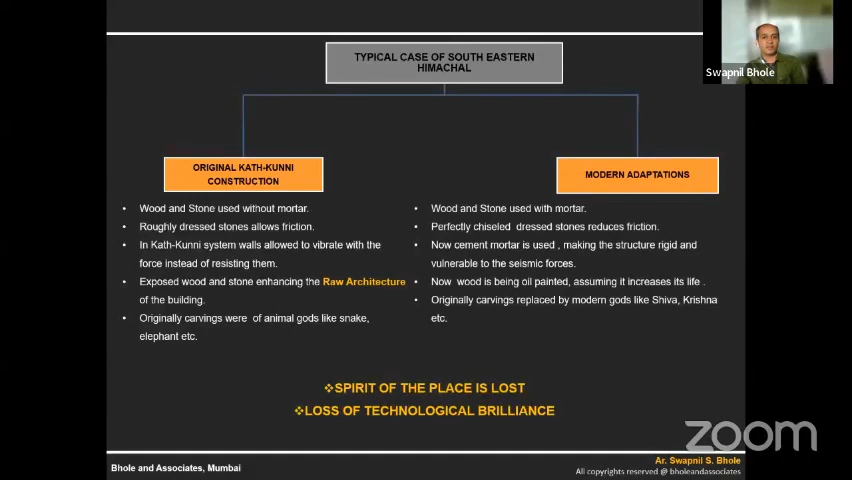 Swapnil Bhole
TYPICAL CASE OF SOUTH EASTERN
HIMACHAL
ORIGINAL KATH-KUNNI
CONSTRUCTION
• Wood and Stone used without mortar.
• Roughly dressed stones allows friction.
• In Kath-Kunni system walls allowed to vibrate with the
force instead of resisting them.
• Exposed wood and stone enhancing the Raw Architecture
of the building.
• Originally carvings were of animal gods like snake,
elephant etc.
MODERN ADAPTATIONS
• Wood and Stone used with mortar.
• Perfectly chiseled dressed stones reduces friction.
• Now cement mortar is used , making the structure rigid and
vulnerable to the seismic forces.
• Now wood is being oil painted, assuming it increases its life .
• Originally carvings replaced by modern gods like Shiva, Krishna
etc.
❖SPIRIT OF THE PLACE IS LOST
❖LOSS OF TECHNOLOGICAL BRILLIANCE
zoom
Bhole and Associates, Mumbai
Ar. Swapnil S. Bhole
All copyrights reserved @ bholeandassociates